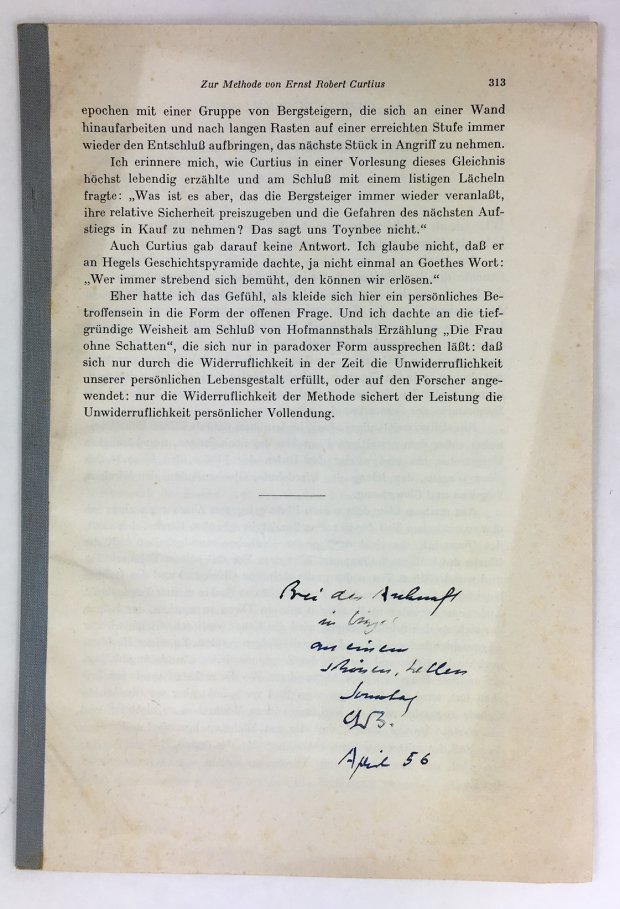 Zur Methode von Ernst Robert Curtius 313
epochen mit einer Gruppe von Bergsteigern, die sich an einer Wand
hinaufarbeiten und nach langen Rasten auf einer erreichten Stufe immer
wieder den Entschluß aufbringen, das nächste Stück in Angriff zu nehmen.
Ich erinnere mich, wie Curtius in einer Vorlesung dieses Gleichnis
höchst lebendig erzählte und am Schluß mit einem listigen Lächeln
fragte: „Was ist es aber, das die Bergsteiger immer wieder veranlaßt,
ihre relative Sicherheit preiszugeben und die Gefahren des nächsten Auf-
stiegs in Kauf zu nehmen? Das sagt uns Toynbee nicht.“
Auch Curtius gab darauf keine Antwort. Ich glaube nicht, daß er
an Hegels Geschichtspyramide dachte, ja nicht einmal an Goethes Wort:
„Wer immer strebend sich bemüht, den können wir erlösen.“
Eher hatte ich das Gefühl, als kleide sich hier ein persönliches Be-
troffensein in die Form der offenen Frage. Und ich dachte an die tief-
gründige Weisheit am Schluß von Hofmannsthals Erzählung „Die Frau
ohne Schatten“, die sich nur in paradoxer Form aussprechen läßt: daß
sich nur durch die Widerruflichkeit in der Zeit die Unwiderruflichkeit
unserer persönlichen Lebensgestalt erfüllt, oder auf den Forscher ange-
wendet: nur die Widerruflichkeit der Methode sichert der Leistung die
Unwiderruflichkeit persönlicher Vollendung.
Bei der Ankunft
in
an einem
schönen, hellen
Sonntag
April 56